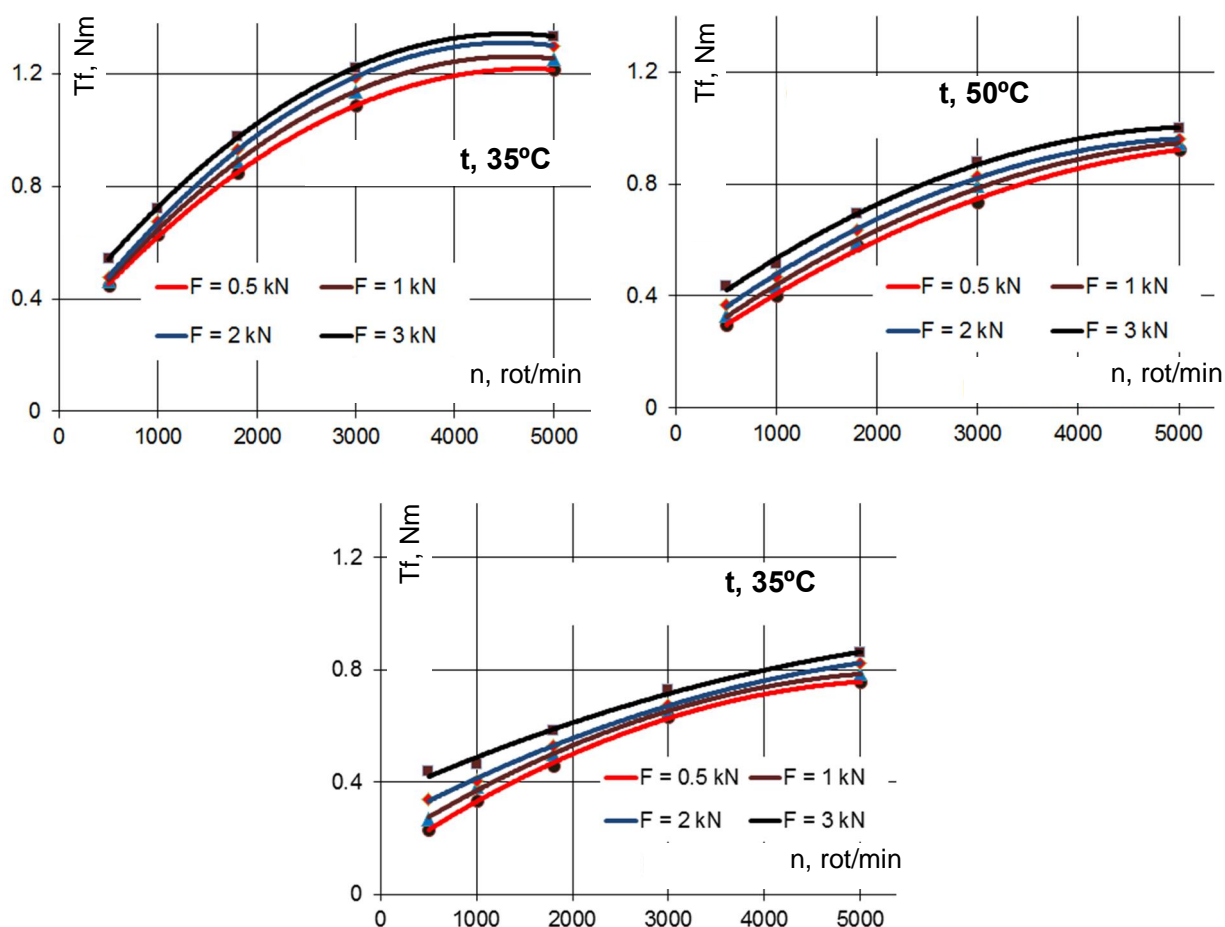 Tf, Nm
1.2
0.8
0.4
0
t, 35ºC
F = 0.5 kN F = 1 kN
F = 2 kN F = 3 kN
n, rot/min
0 1000 2000 3000 4000 5000
Tf, Nm
1.2
0.8
0.4
0
t, 50ºC
F = 0.5 kN F = 1 kN
F = 2 kN F = 3 kN
n, rot/min
0 1000 2000 3000 4000 5000
Tf, Nm
1.2
0.8
0.4
0
t, 35ºC
F = 0.5 kN F = 1 kN
F = 2 kN F = 3 kN
n, rot/min
0 1000 2000 3000 4000 5000